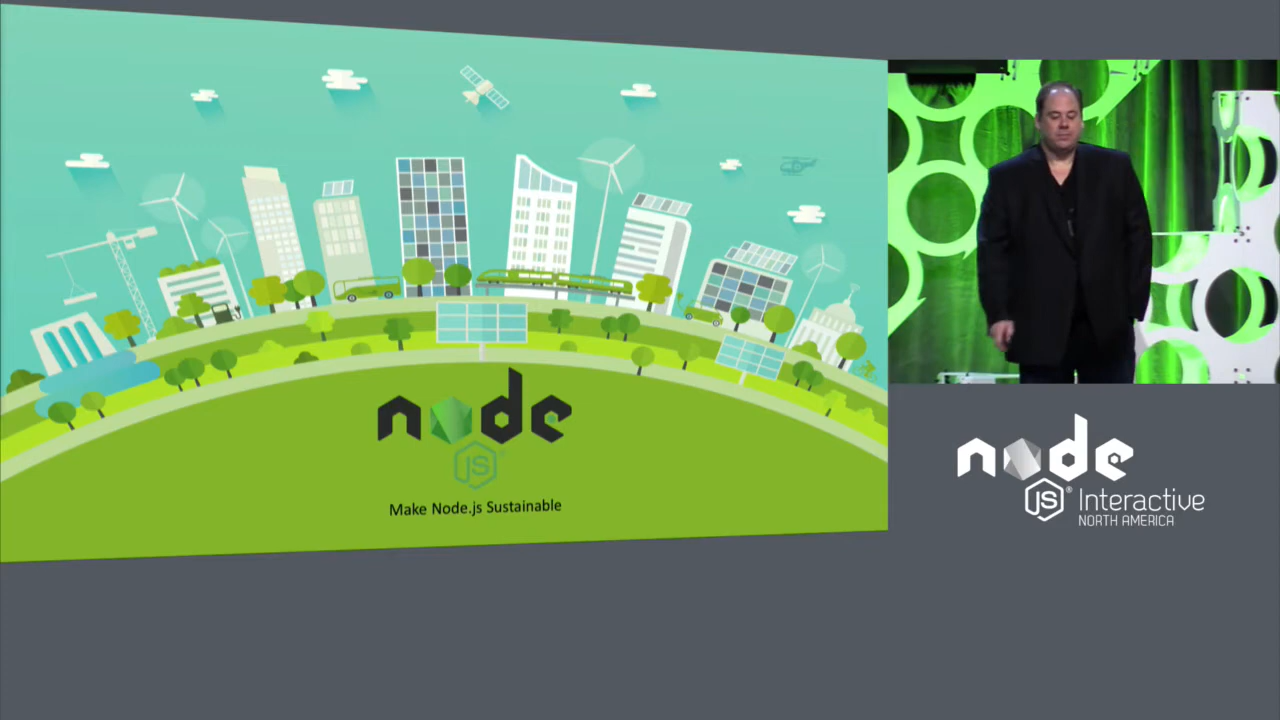 node
JS
Make Node.js Sustainable
node
JS® Interactive
NORTH AMERICA